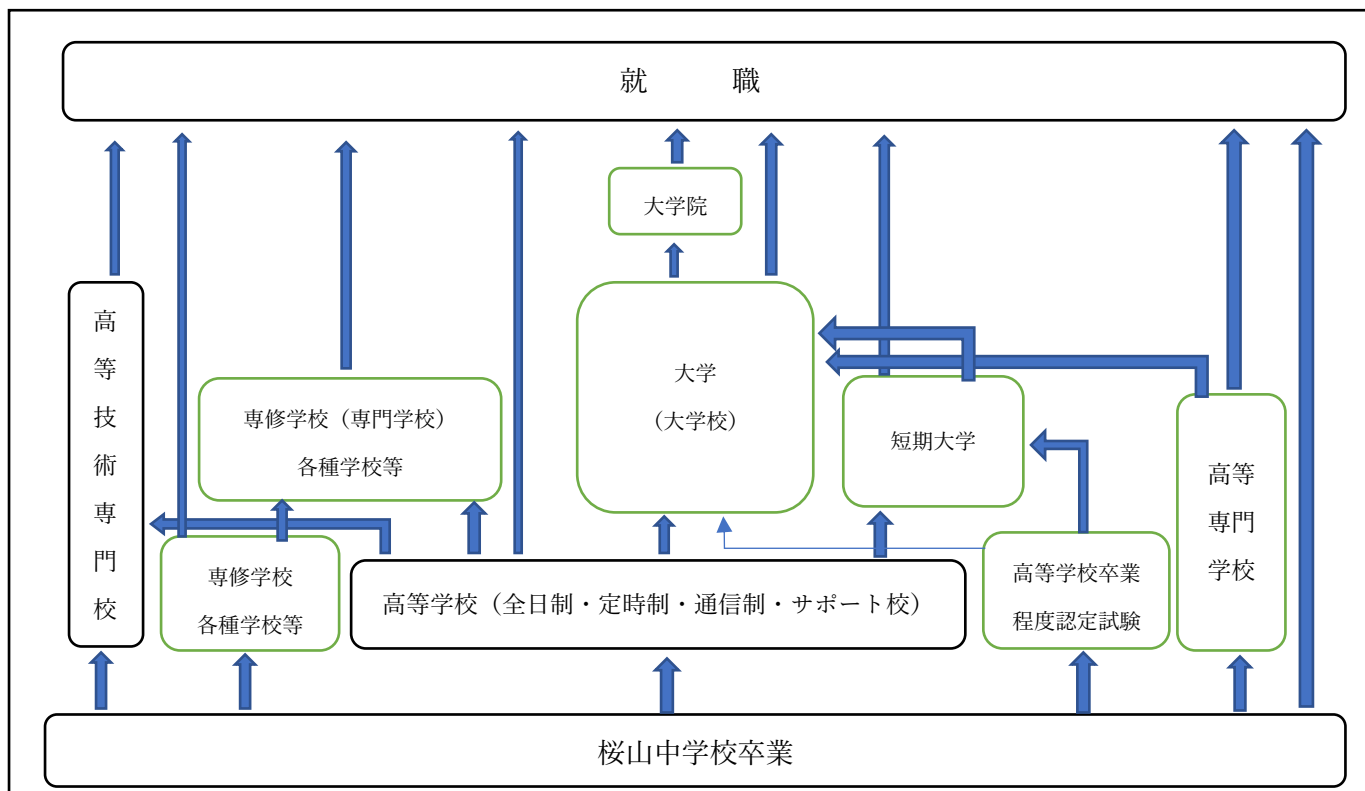 就　　　職
大学院
高等技術専門校
大学
（大学校）
専修学校（専門学校）
各種学校等
短期大学
高等
専門
学校
専修学校
各種学校等
高等学校（全日制・定時制・通信制・サポート校）
高等学校卒業
程度認定試験
桜山中学校卒業